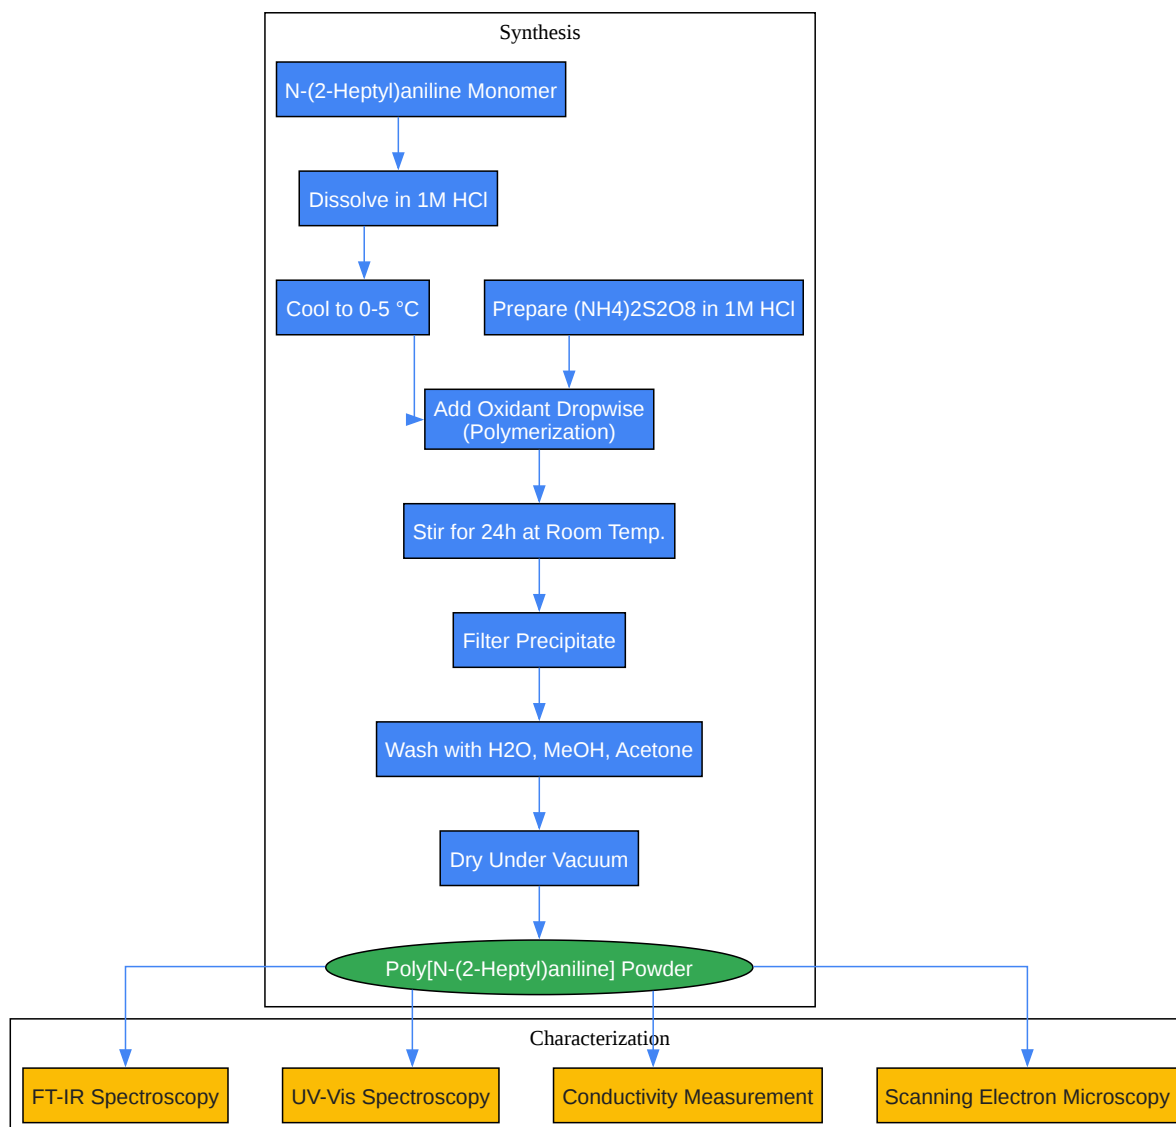 Synthesis
N-(2-Heptyl)aniline Monomer
Dissolve in 1M HCl
Cool to 0-5 °C
Prepare (NH4)2S2O8 in 1M HCl
Add Oxidant Dropwise
(Polymerization)
Stir for 24h at Room Temp.
Filter Precipitate
Wash with H2O, MeOH, Acetone
Dry Under Vacuum
Poly[N-(2-Heptyl)aniline] Powder
Characterization
FT-IR Spectroscopy
UV-Vis Spectroscopy
Conductivity Measurement
Scanning Electron Microscopy